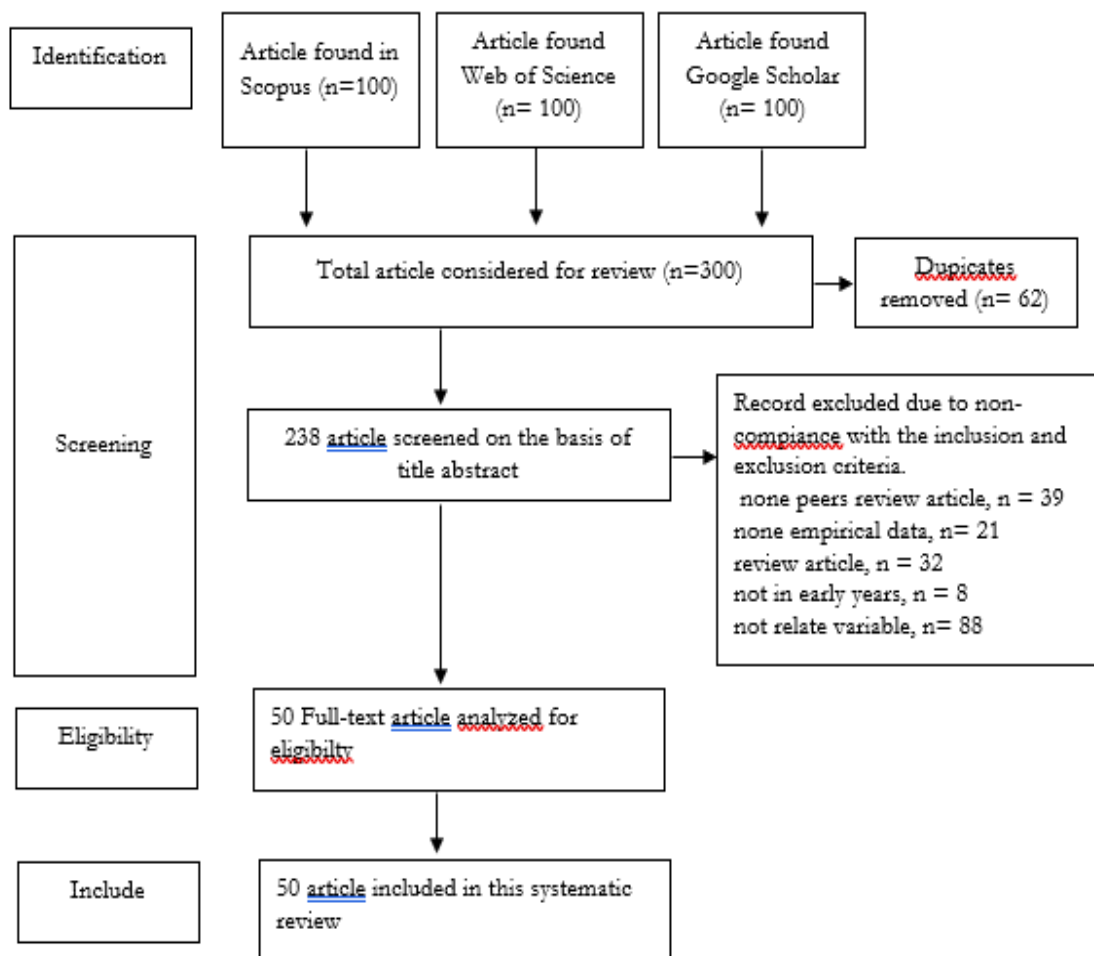 Identification
Article found in
Scopus (n=100)
Article found
Web of Science
(n= 100)
Article found
Google Scholar
(n= 100)
Screening
Total article considered for review (n=300)
Dupicates
removed (n= 62)
238 article screened on the basis of
title abstract
Record excluded due to non-
compiance with the inclusion and
exclusion criteria.
none peers review article, n = 39
none empirical data, n= 21
review article, n = 32
not in early years, n = 8
not relate variable, n= 88
Eligibility
50 Full-text article analyzed for
eligibilty
Include
50 article included in this systematic
review